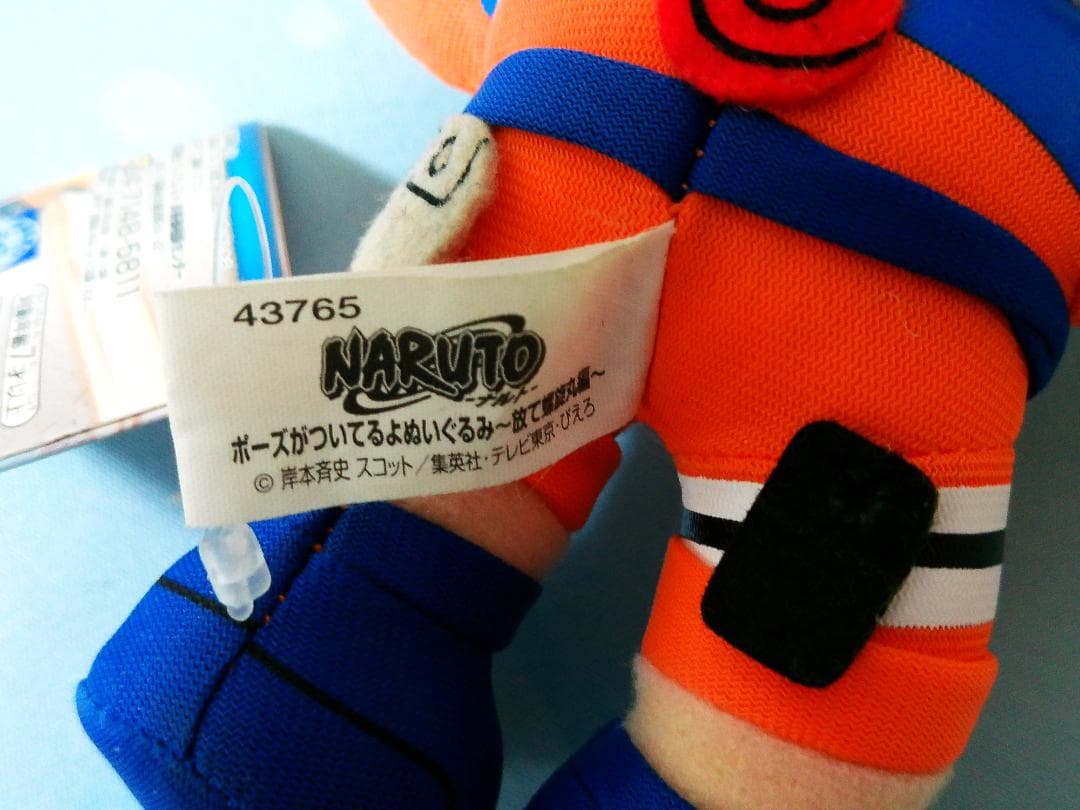 43765
NARUTO
-ナルト-
ポーズがついてるよぬいぐるみ～放て螺旋丸編～
© 岸本斉史 スコット／集英社・テレビ東京・ぴえろ